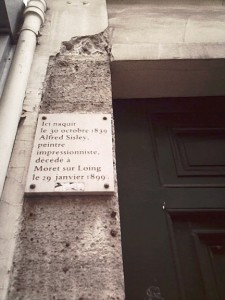 Ici naquit
le 30 octobre 1839
Alfred Sisley,
peintre
impressionniste,
décédé à
Moret sur Loing
le 29 janvier 1899.